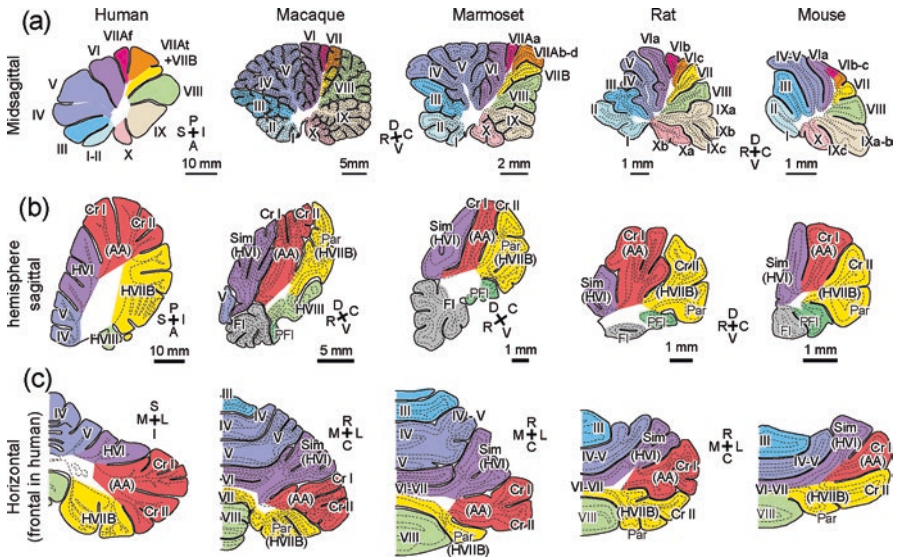 Human
Macaque
Marmoset
Rat
Mouse
(a)
Midsagittal
VI
VIIAf
VIIAt
+VIIB
V
VIII
IV
IX
III
I-II
X
P
S I
A
10 mm
VI
VII
V
IV
III
VIII
II
IX
I
X
D
R C
V
5mm
VIIAa
VIIAb-d
VIIB
IV-V
VI
III
VIII
II
IX
I
X
2 mm
VIa
VIb
VIc
VII
IV-V
III
VIII
II
IXa
IXb
I
Xb
Xa
IXc
1 mm
IV-V
VIa
VIb-c
VII
III
VIII
II
I
X
IXc
IXa-b
D
R C
V
1 mm
(b)
hemisphere
sagittal
Cr I
Cr II
(AA)
HVI
HVIIB
V
IV
HVIII
P
S I
A
10 mm
Cr I
Cr II
Sim
(HVI)
(AA)
Par
(HVIIB)
V
HVIII
Fl
PFl
D
R C
V
5 mm
Cr I
Cr II
Sim
(HVI)
(AA)
Par
(HVIIB)
Fl
PFl
D
R C
V
1 mm
Cr I
(AA)
Cr II
Sim
(HVI)
(HVIIB)
Par
Fl
PFl
D
R C
V
1 mm
Sim
(HVI)
Cr I
(AA)
Cr II
(HVIIB)
Par
Fl
PFl
1 mm
(c)
Horizontal
(frontal in human)
IV
V
HVI
Cr I
(AA)
Cr II
HVIIB
S
M L
I
III
IV
V
Sim
(HVI)
VI
Cr I
VII
(AA)
VIII
Cr II
Par
(HVIIB)
R
M L
C
III
IV-V
V
Sim
(HVI)
VI-VII
Cr I
(AA)
Cr II
VIII
Par
(HVIIB)
R
M L
C
III
IV-V
Sim
(HVI)
Cr I
(AA)
VI-VII
Cr II
(HVIIB)
VIII
Par
R
M L
C
III
IV-V
Sim
(HVI)
Cr I
(AA)
VI-VII
(HVIIB)
Cr II
VIII
Par